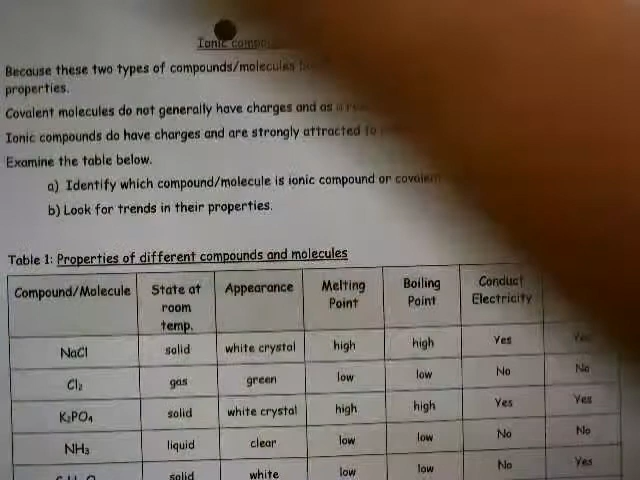 Ionic
Because these two types of compounds/molecules
properties.
Covalent molecules do not generally have charges and as a
Ionic compounds do have charges and are strongly attracted to
Examine the table below.
a) Identify which compound/molecule is ionic compound or
b) Look for trends in their properties.
Table 1: Properties of different compounds and molecules
Compound/Molecule State at room temp. Appearance Melting Point Boiling Point Conduct Electricity
NaCl solid white crystal high high Yes Yes
Cl₂ gas green low low No No
K₃PO₄ solid white crystal high high Yes Yes
NH₃ liquid clear low low No No
solid white low low No Yes